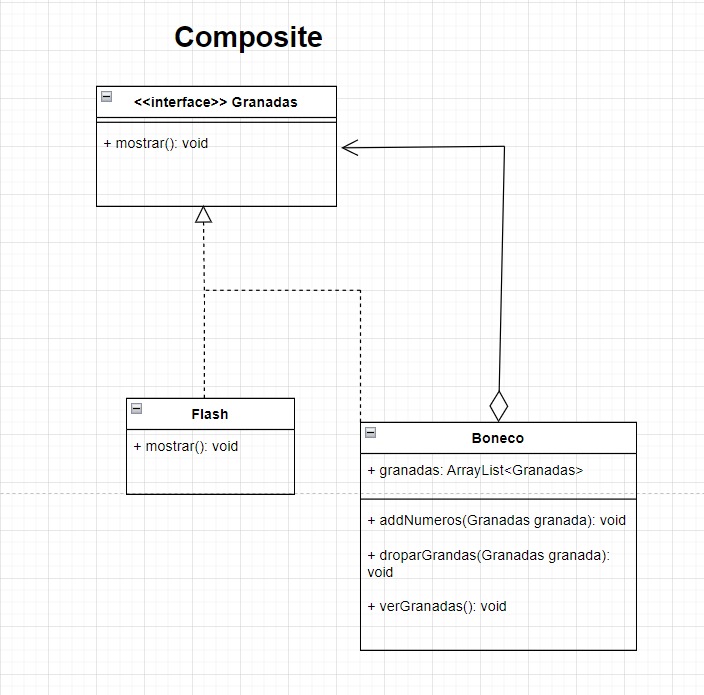 Composite
<<interface>> Granadas
+ mostrar(): void
Flash
+ mostrar(): void
Boneco
+ granadas: ArrayList<Granadas>
+ addNumeros(Granadas granada): void
+ droparGrandas(Granadas granada):
void
+ verGranadas(): void